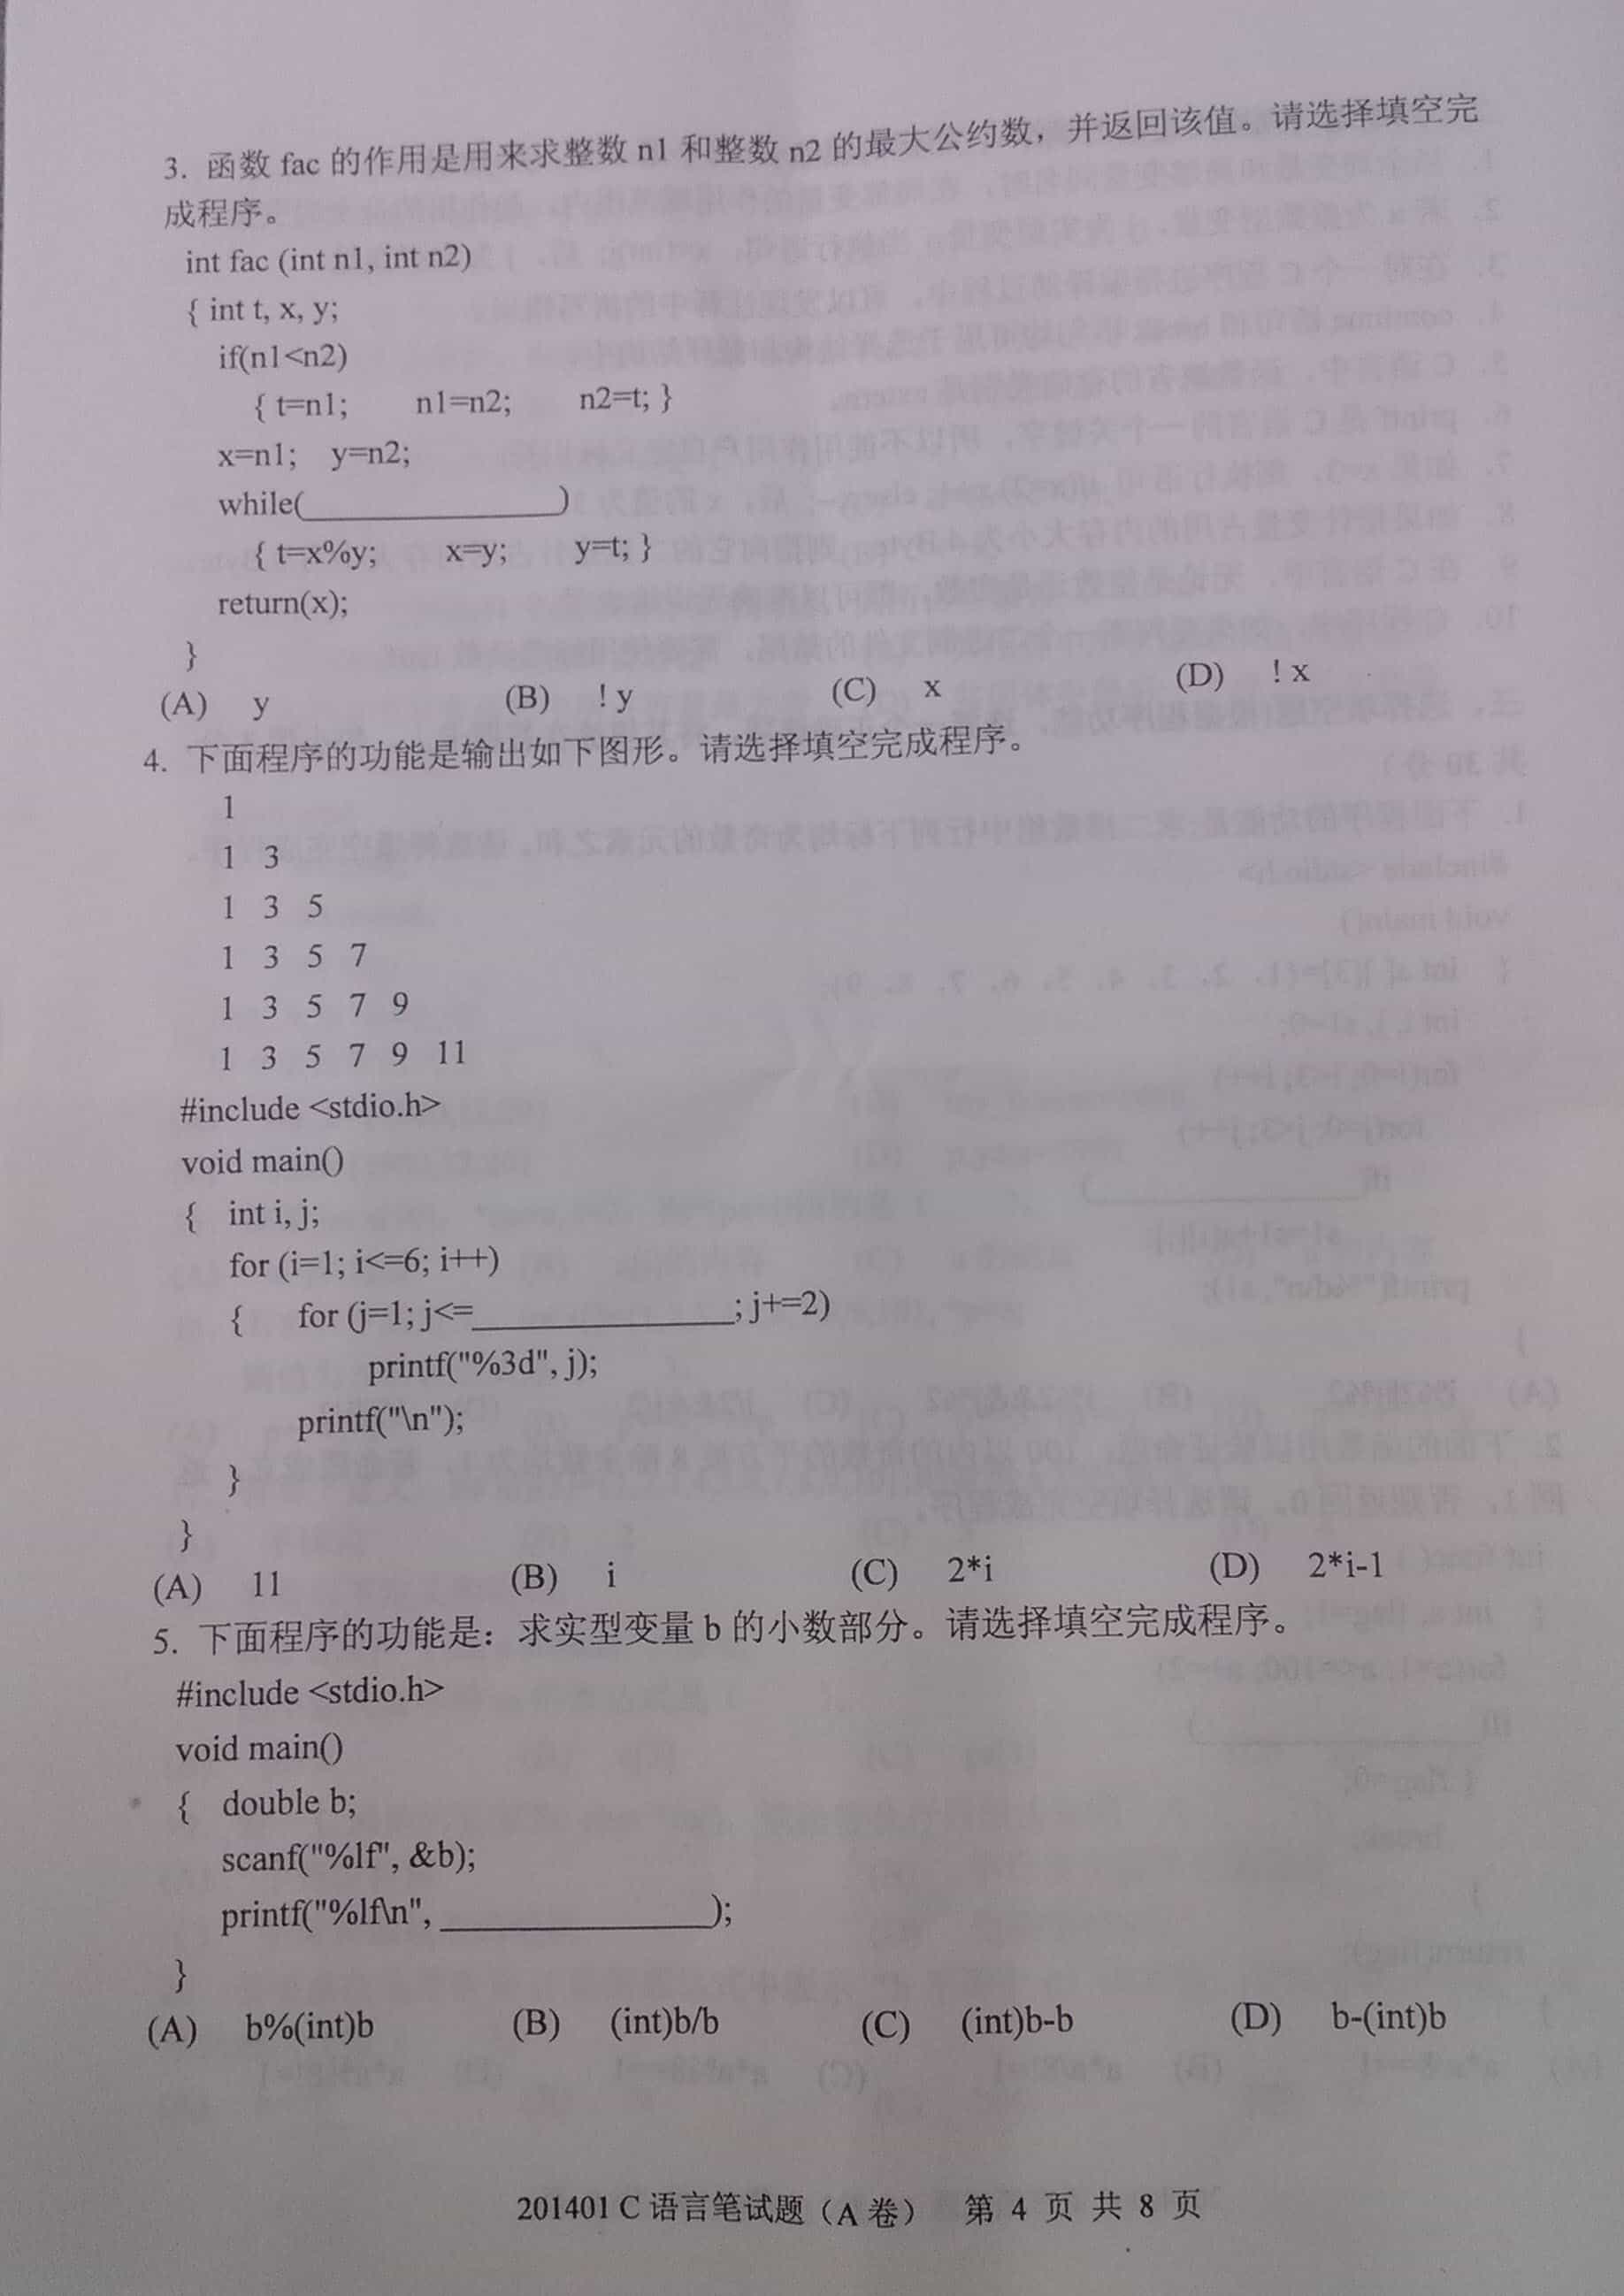 3. 函数 fac 的作用是用来求整数 n1 和整数 n2 的最大公约数，并返回该值。请选择填空完
成程序。
int fac (int n1, int n2)
{ int t, x, y;
if(n1<n2)
{ t=n1; n1=n2; n2=t; }
x=n1; y=n2;
while(______________)
{ t=x%y; x=y; y=t; }
return(x);
}
(A) y (B) ! y (C) x (D) ! x
4. 下面程序的功能是输出如下图形。请选择填空完成程序。
1
1 3
1 3 5
1 3 5 7
1 3 5 7 9
1 3 5 7 9 11
#include <stdio.h>
void main()
{ int i, j;
for (i=1; i<=6; i++)
{ for (j=1; j<=______________; j+=2)
printf("%3d", j);
printf("\n");
}
}
(A) 11 (B) i (C) 2*i (D) 2*i-1
5. 下面程序的功能是：求实型变量 b 的小数部分。请选择填空完成程序。
#include <stdio.h>
void main()
{ double b;
scanf("%lf", &b);
printf("%lf\n", ______________);
}
(A) b%(int)b (B) (int)b/b (C) (int)b-b (D) b-(int)b
201401 C 语言笔试题（A 卷） 第 4 页 共 8 页